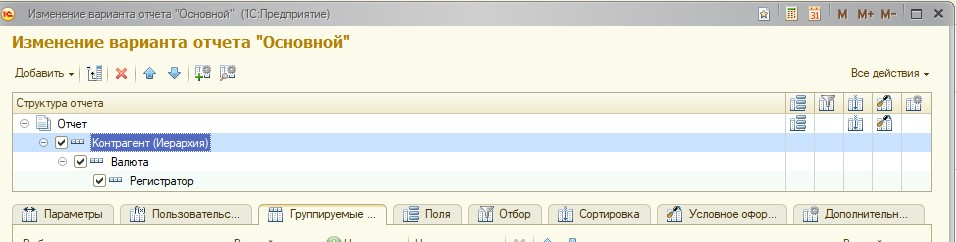 Изменение варианта отчета "Основной" (1С:Предприятие)
31 M M+ M-
Изменение варианта отчета "Основной"
Добавить Все действия
Структура отчета
Отчет
Контрагент (Иерархия)
Валюта
Регистратор
Параметры Пользовательс... Группируемые ... Поля Отбор Сортировка Условное офор... Дополнительн...